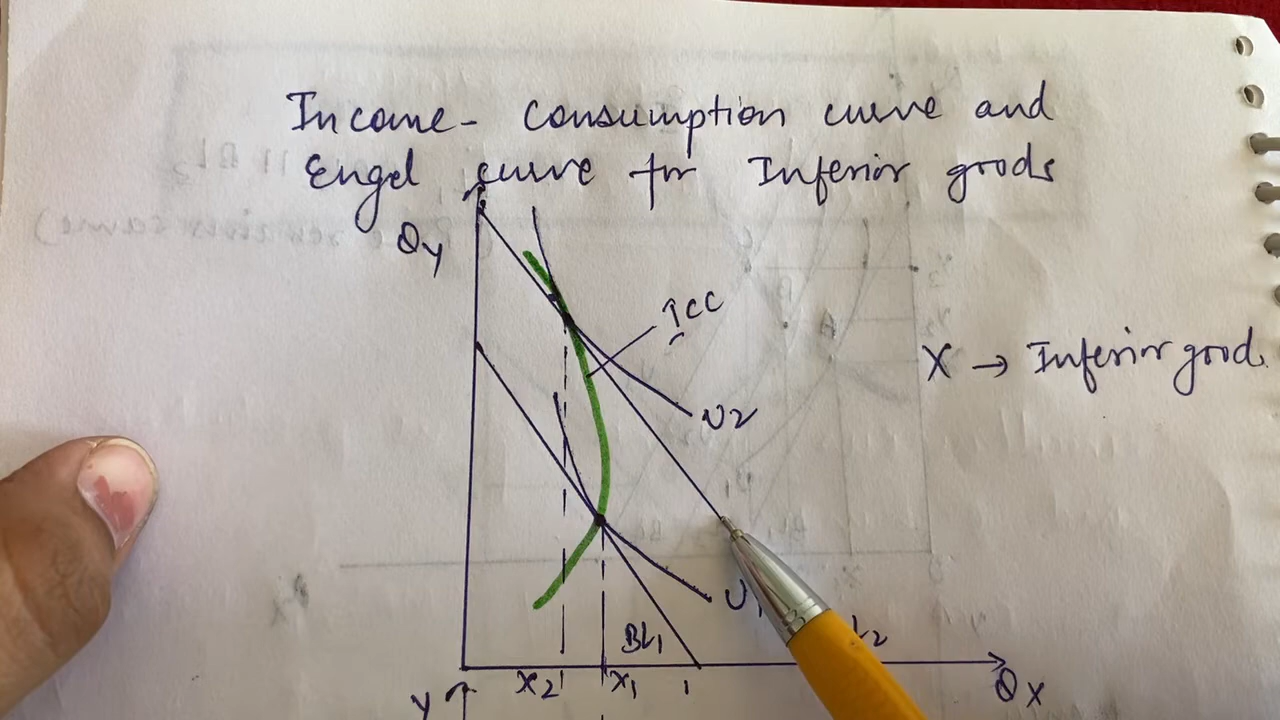 Income- consumption curve and
Engel curve for Inferior goods
Qy
ICC
X → Inferior good.
U2
U1
BL1
L2
x2 x1 Qx
Y